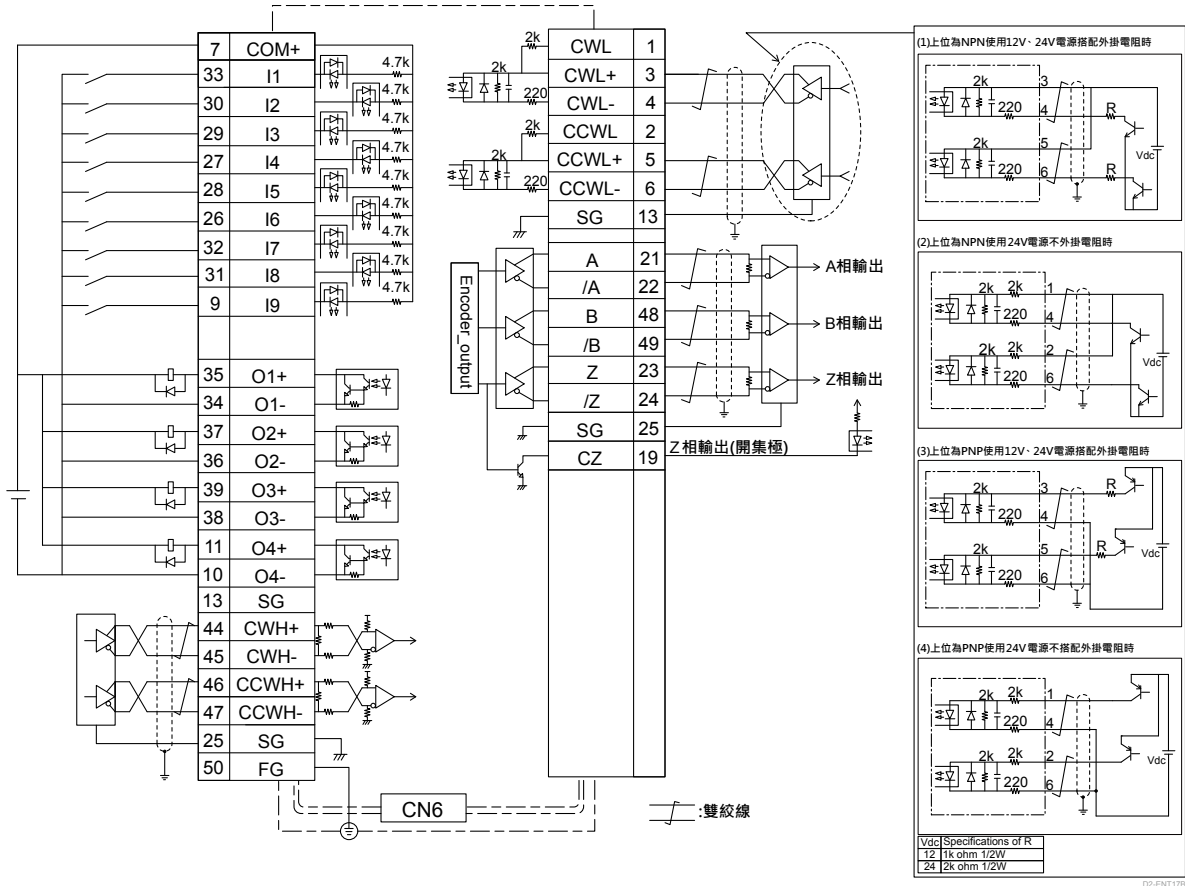 7 COM+
33 I1 4.7k
30 I2 4.7k
29 I3 4.7k
27 I4 4.7k
28 I5 4.7k
26 I6 4.7k
32 I7 4.7k
31 I8 4.7k
9 I9 4.7k
35 O1+
34 O1-
37 O2+
36 O2-
39 O3+
38 O3-
11 O4+
10 O4-
13 SG
44 CWH+
45 CWH-
46 CCWH+
47 CCWH-
25 SG
50 FG
CN6
2k CWL 1
2k CWL+ 3
220 CWL- 4
2k CCWL 2
2k CCWL+ 5
220 CCWL- 6
SG 13
Encoder_output
A 21 A相輸出
/A 22
B 48 B相輸出
/B 49
Z 23 Z相輸出
/Z 24
SG 25
CZ 19 Z相輸出(開集極)
:雙絞線
(1)上位為NPN使用12V、24V電源搭配外掛電阻時
2k 3
220 4 R
2k 5 Vdc
220 6 R
(2)上位為NPN使用24V電源不外掛電阻時
2k 2k 1
220 4
2k 2k 2 Vdc
220 6
(3)上位為PNP使用12V、24V電源搭配外掛電阻時
2k 3 R
220 4
2k 5 R Vdc
220 6
(4)上位為PNP使用24V電源不搭配外掛電阻時
2k 2k 1
220 4
2k 2k 2 Vdc
220 6
Vdc Specifications of R
12 1k ohm 1/2W
24 2k ohm 1/2W
D2-ENT17B